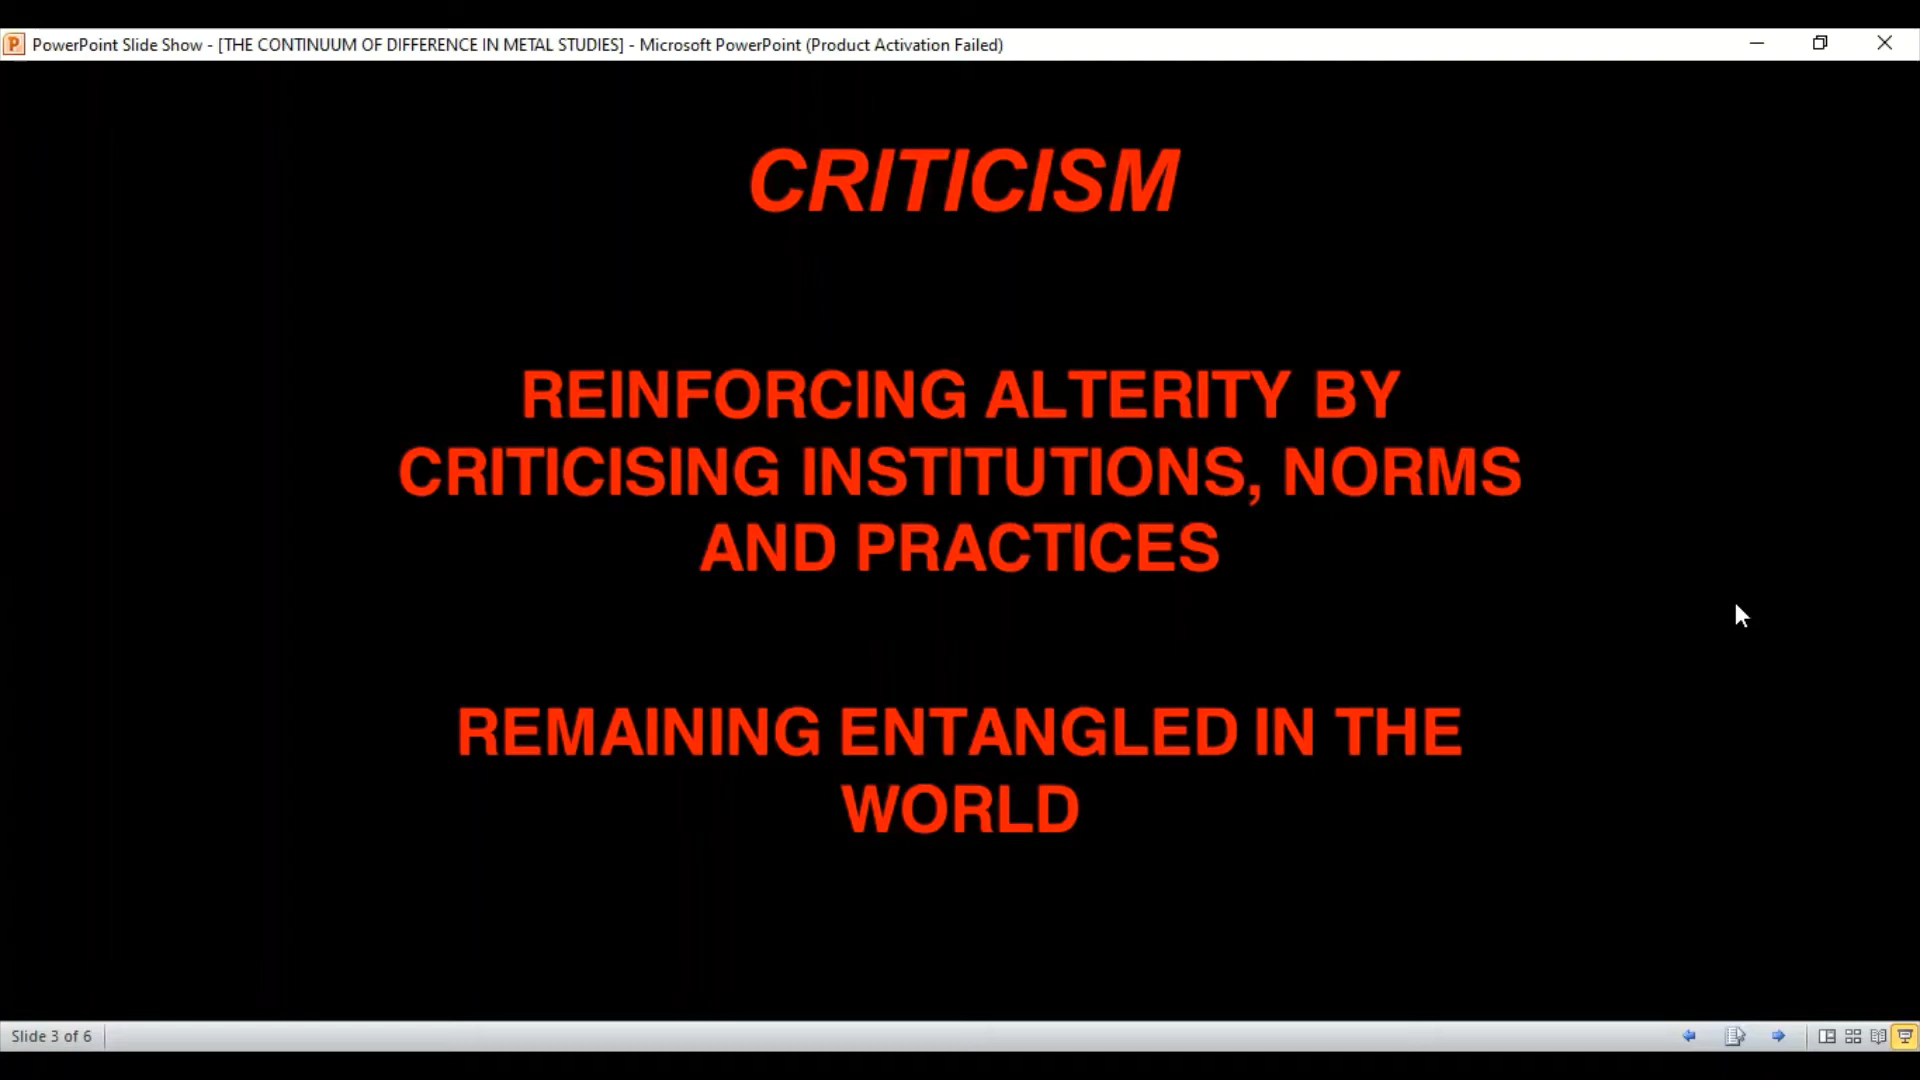 PowerPoint Slide Show - [THE CONTINUUM OF DIFFERENCE IN METAL STUDIES] - Microsoft PowerPoint (Product Activation Failed)
CRITICISM
REINFORCING ALTERITY BY
CRITICISING INSTITUTIONS, NORMS
AND PRACTICES
REMAINING ENTANGLED IN THE
WORLD
Slide 3 of 6